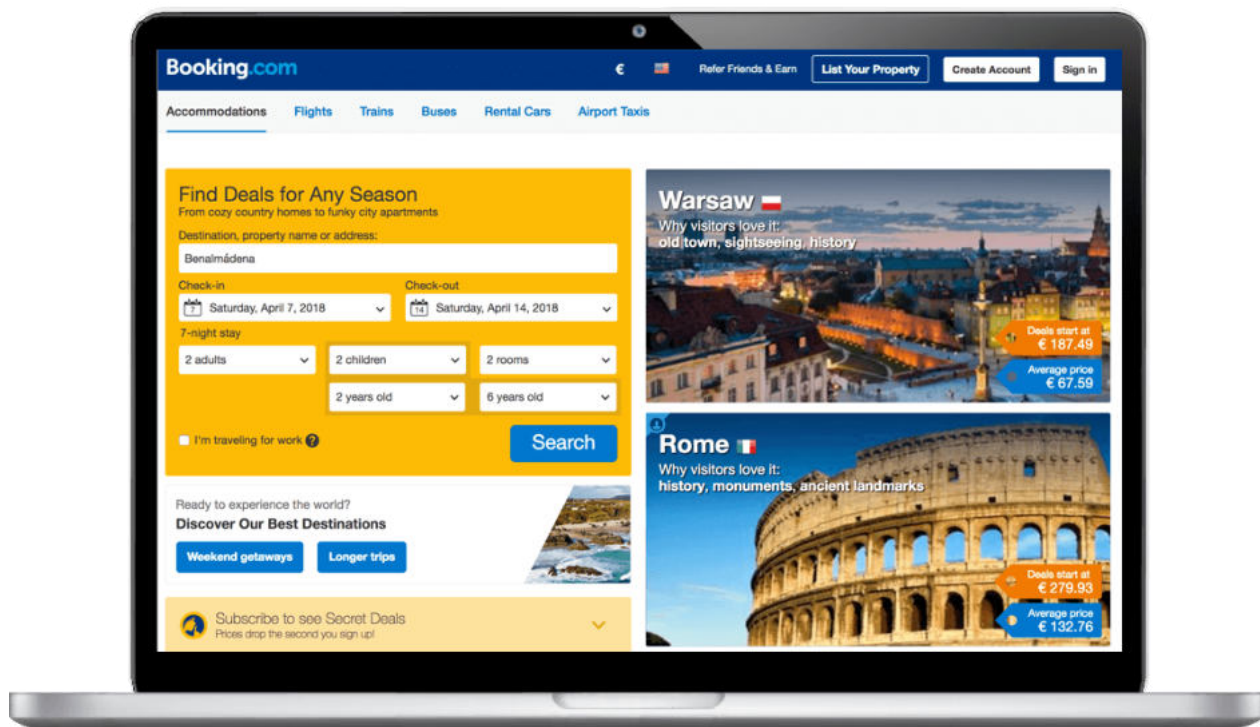 Booking.com
€
Refer Friends & Earn
List Your Property
Create Account
Sign in
Accommodations
Flights
Trains
Buses
Rental Cars
Airport Taxis
Find Deals for Any Season
From cozy country homes to funky city apartments
Destination, property name or address:
Benalmádena
Check-in
Check-out
7
Saturday, April 7, 2018
14
Saturday, April 14, 2018
7-night stay
2 adults
2 children
2 rooms
2 years old
6 years old
I'm traveling for work ?
Search
Ready to experience the world?
Discover Our Best Destinations
Weekend getaways
Longer trips
Subscribe to see Secret Deals
Prices drop the second you sign up!
Warsaw
Why visitors love it:
old town, sightseeing, history
Deals start at
€ 187.49
Average price
€ 67.59
Rome
Why visitors love it:
history, monuments, ancient landmarks
Deals start at
€ 279.93
Average price
€ 132.76